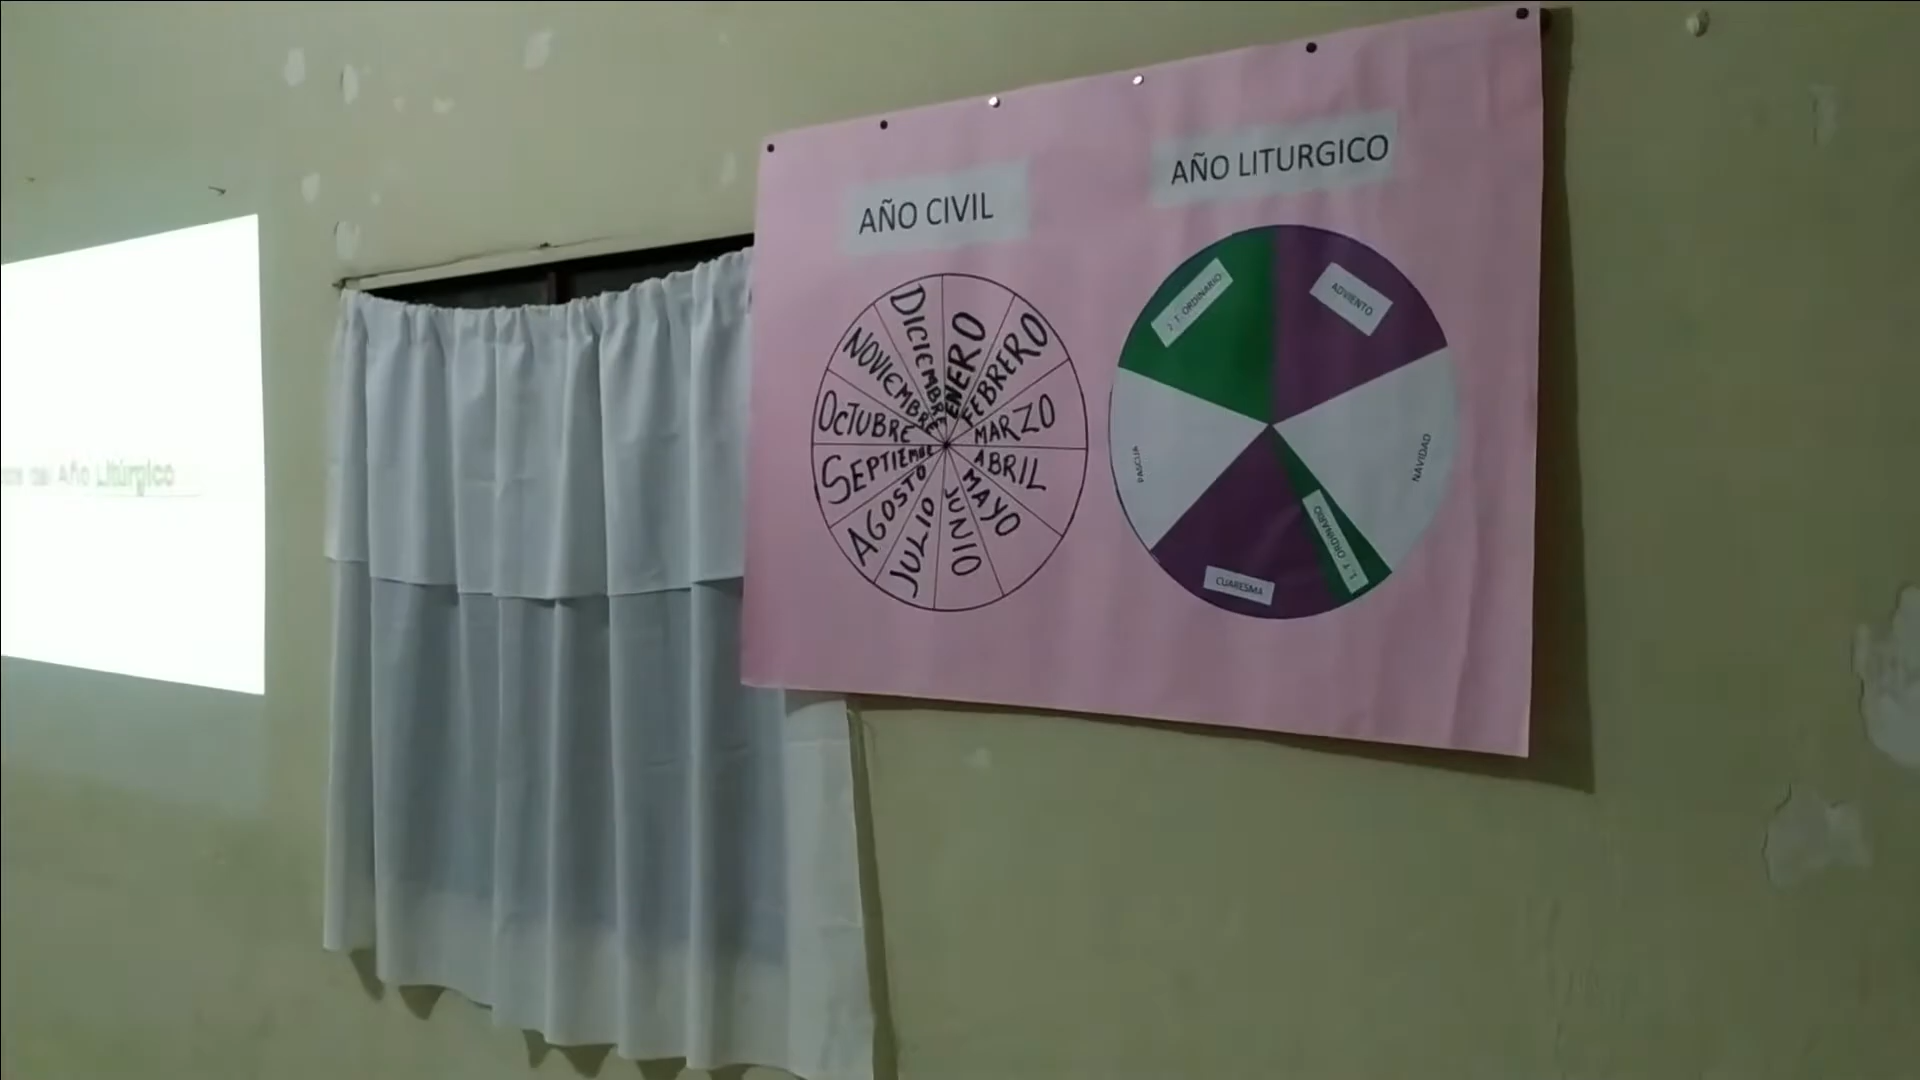 Año Litúrgico
AÑO CIVIL
ENERO
FEBRERO
MARZO
ABRIL
MAYO
JUNIO
JULIO
AGOSTO
SEPTIEMBRE
OCTUBRE
NOVIEMBRE
DICIEMBRE
AÑO LITURGICO
ADVIENTO
NAVIDAD
1. T. ORDINARIO
CUARESMA
PASCUA
2. T. ORDINARIO